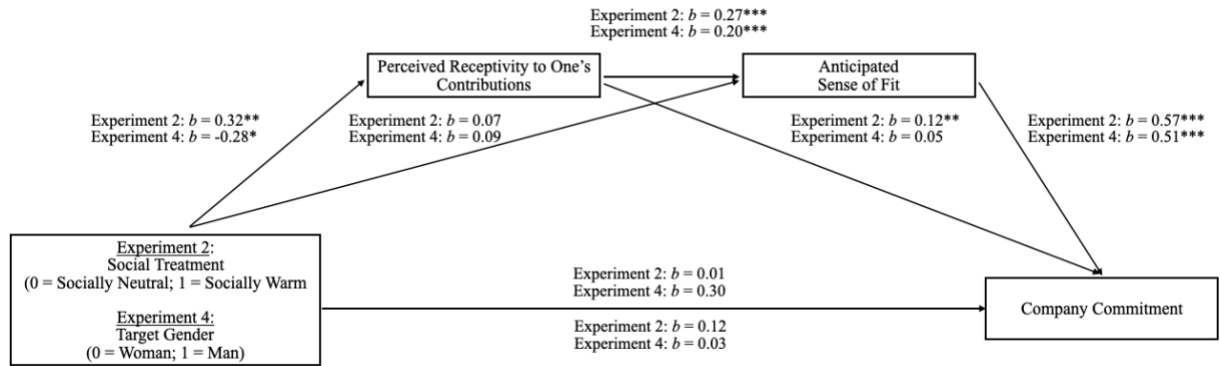 Experiment 2: b = 0.27***
Experiment 4: b = 0.20***
Perceived Receptivity to One's
Contributions
Anticipated
Sense of Fit
Experiment 2: b = 0.32**
Experiment 4: b = -0.28*
Experiment 2: b = 0.07
Experiment 4: b = 0.09
Experiment 2: b = 0.12**
Experiment 4: b = 0.05
Experiment 2: b = 0.57***
Experiment 4: b = 0.51***
Experiment 2:
Social Treatment
(0 = Socially Neutral; 1 = Socially Warm
Experiment 4:
Target Gender
(0 = Woman; 1 = Man)
Experiment 2: b = 0.01
Experiment 4: b = 0.30
Experiment 2: b = 0.12
Experiment 4: b = 0.03
Company Commitment